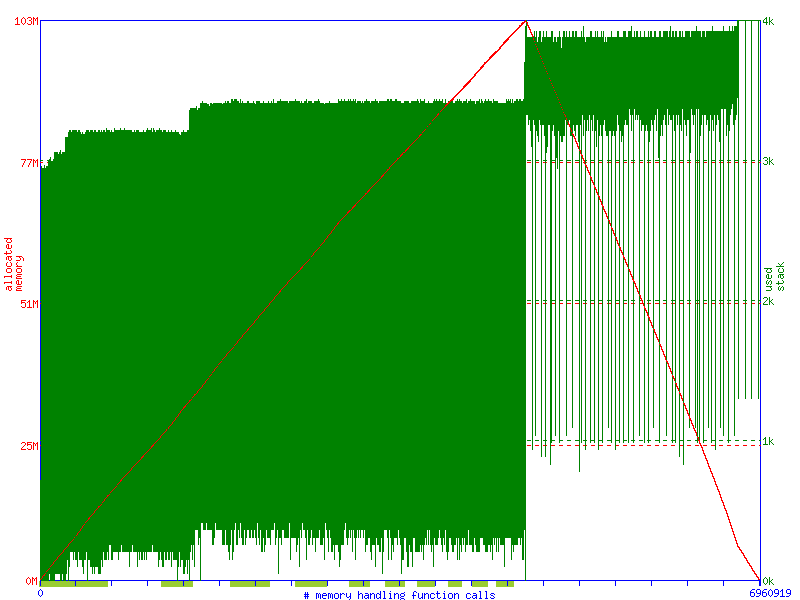 103M
4k
77M
3k
allocated
memory
used
stack
51M
2k
25M
1k
0M
0k
0
# memory handling function calls
6960919